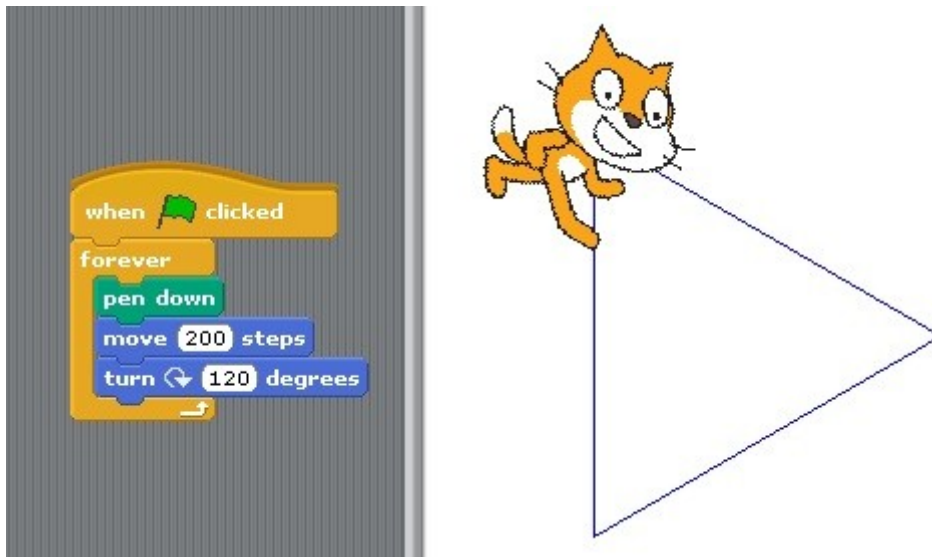 when clicked
forever
pen down
move 200 steps
turn 120 degrees